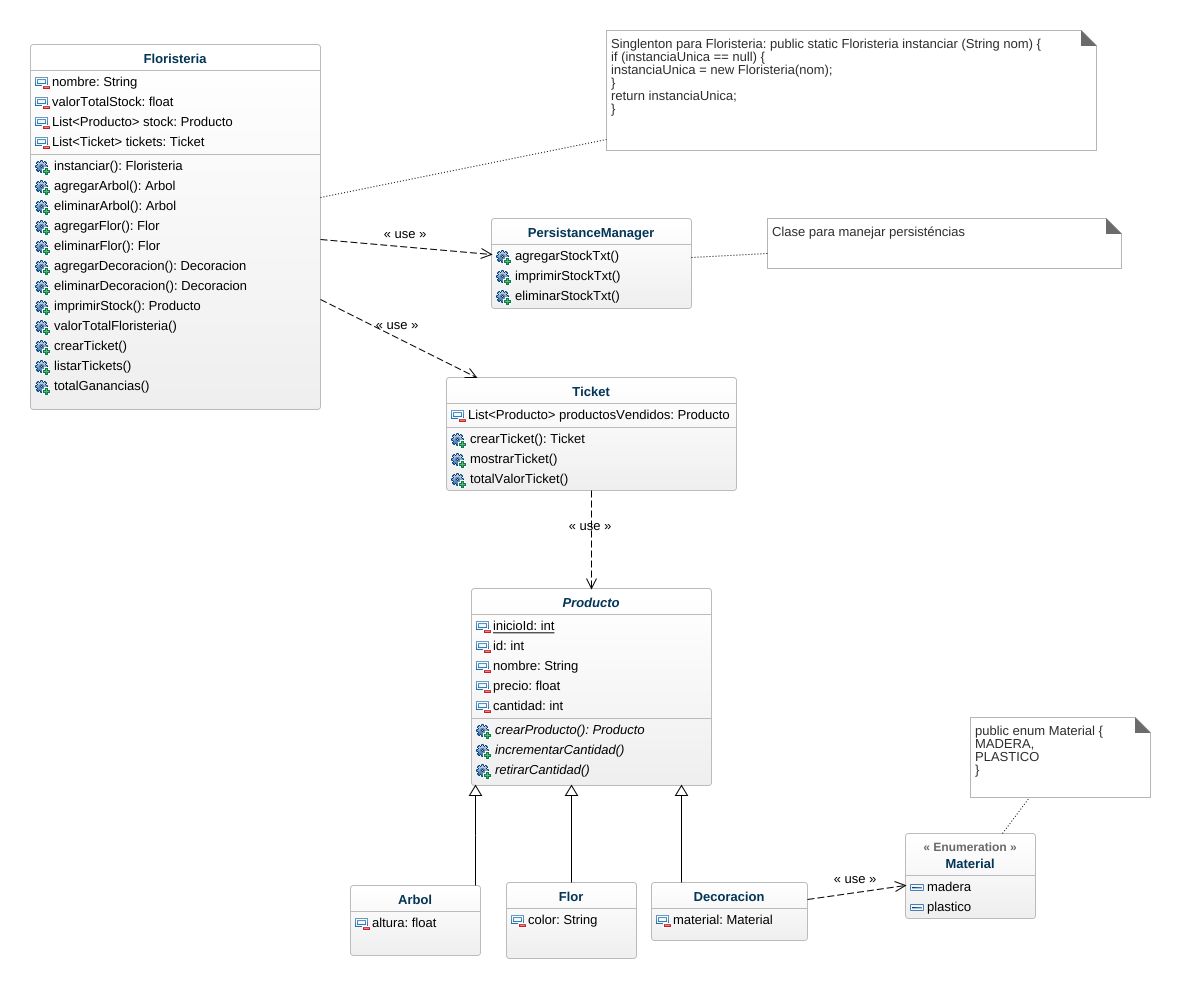 Floristeria
nombre: String
valorTotalStock: float
List<Producto> stock: Producto
List<Ticket> tickets: Ticket
instanciar(): Floristeria
agregarArbol(): Arbol
eliminarArbol(): Arbol
agregarFlor(): Flor
eliminarFlor(): Flor
agregarDecoracion(): Decoracion
eliminarDecoracion(): Decoracion
imprimirStock(): Producto
valorTotalFloristeria()
crearTicket()
listarTickets()
totalGanancias()
Singlenton para Floristeria: public static Floristeria instanciar (String nom) {
if (instanciaUnica == null) {
instanciaUnica = new Floristeria(nom);
}
return instanciaUnica;
}
« use »
PersistanceManager
agregarStockTxt()
imprimirStockTxt()
eliminarStockTxt()
Clase para manejar persisténcias
« use »
Ticket
List<Producto> productosVendidos: Producto
crearTicket(): Ticket
mostrarTicket()
totalValorTicket()
« use »
Producto
inicioId: int
id: int
nombre: String
precio: float
cantidad: int
crearProducto(): Producto
incrementarCantidad()
retirarCantidad()
public enum Material {
MADERA,
PLASTICO
}
Arbol
altura: float
Flor
color: String
Decoracion
material: Material
« use »
« Enumeration »
Material
madera
plastico